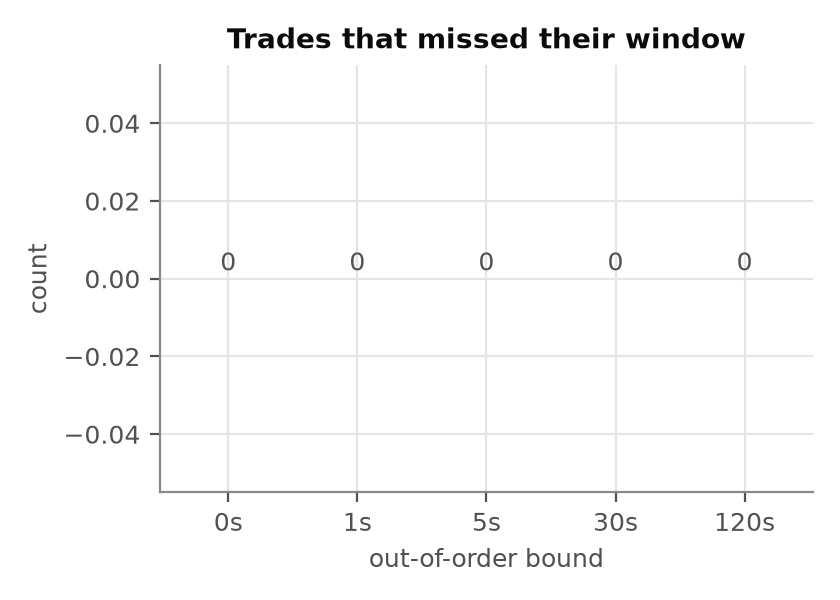 Trades that missed their window
0.04
0.02
0.00
−0.02
−0.04
count
0 0 0 0 0
0s 1s 5s 30s 120s
out-of-order bound